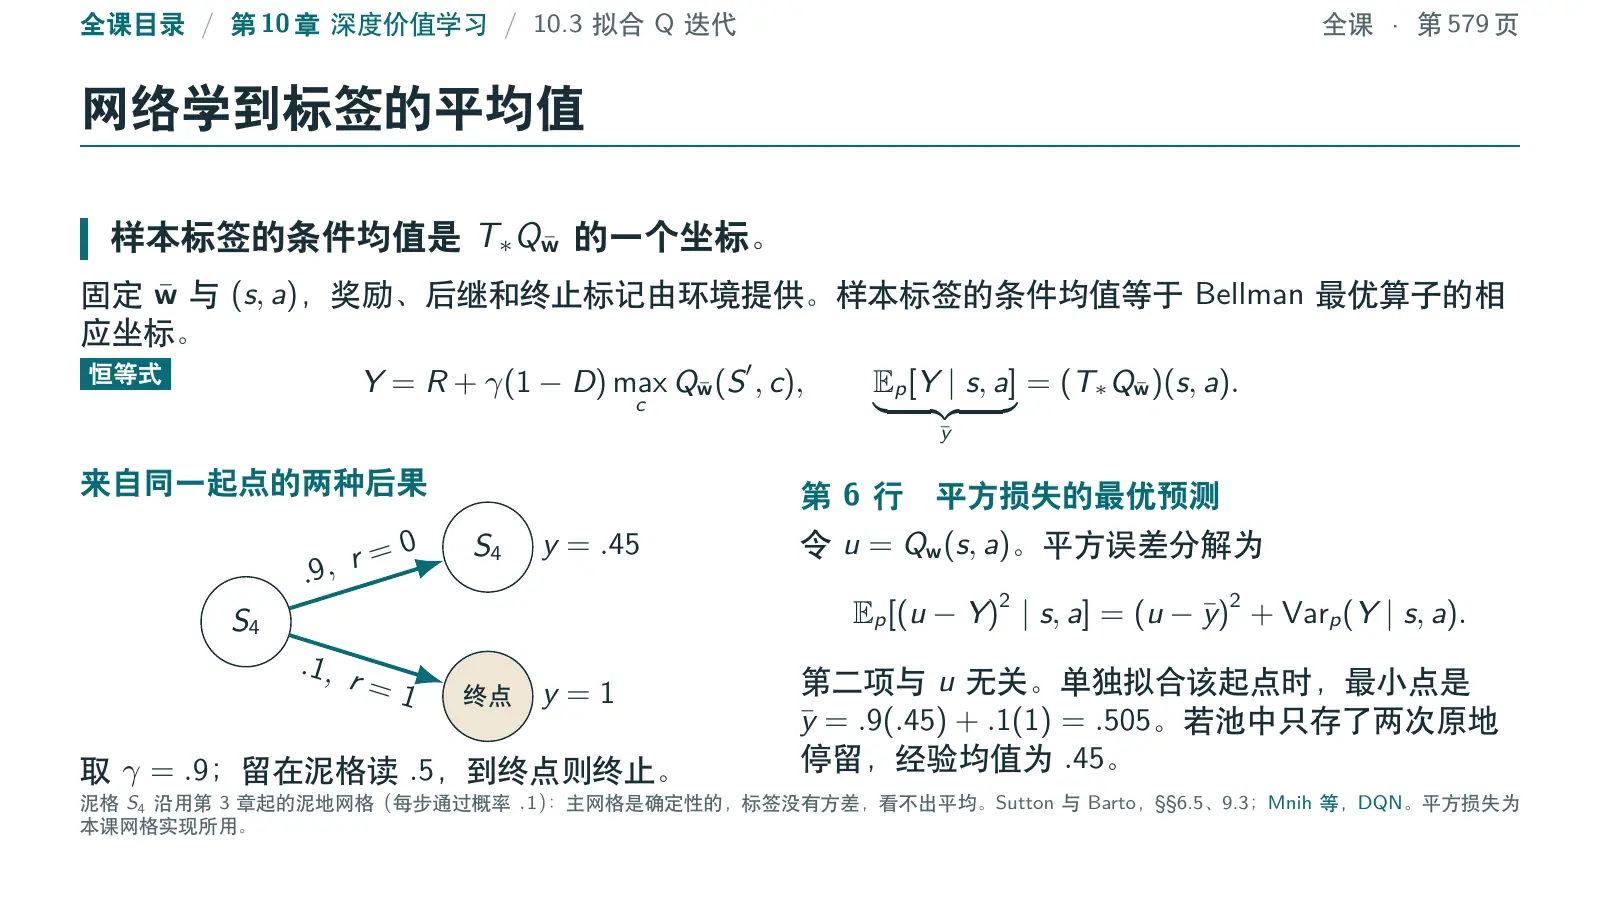 全课目录 / 第 10 章 深度价值学习 / 10.3 拟合 Q 迭代
全课 · 第 579 页
网络学到标签的平均值
样本标签的条件均值是 T∗Q_w̄ 的一个坐标。
固定 w̄ 与 (s, a)，奖励、后继和终止标记由环境提供。样本标签的条件均值等于 Bellman 最优算子的相
应坐标。
恒等式
Y = R + γ(1 − D) max_c Q_w̄(S′, c), 𝔼_p[Y | s, a] = (T∗Q_w̄)(s, a).
ȳ
来自同一起点的两种后果
S₄
.9, r = 0
S₄
y = .45
.1, r = 1
终点
y = 1
取 γ = .9；留在泥格读 .5，到终点则终止。
第 6 行 平方损失的最优预测
令 u = Q_w(s, a)。平方误差分解为
𝔼_p[(u − Y)² | s, a] = (u − ȳ)² + Var_p(Y | s, a).
第二项与 u 无关。单独拟合该起点时，最小点是
ȳ = .9(.45) + .1(1) = .505。若池中只存了两次原地
停留，经验均值为 .45。
泥格 S₄ 沿用第 3 章起的泥地网格（每步通过概率 .1）：主网格是确定性的，标签没有方差，看不出平均。Sutton 与 Barto，§§6.5、9.3；Mnih 等，DQN。平方损失为
本课网格实现所用。